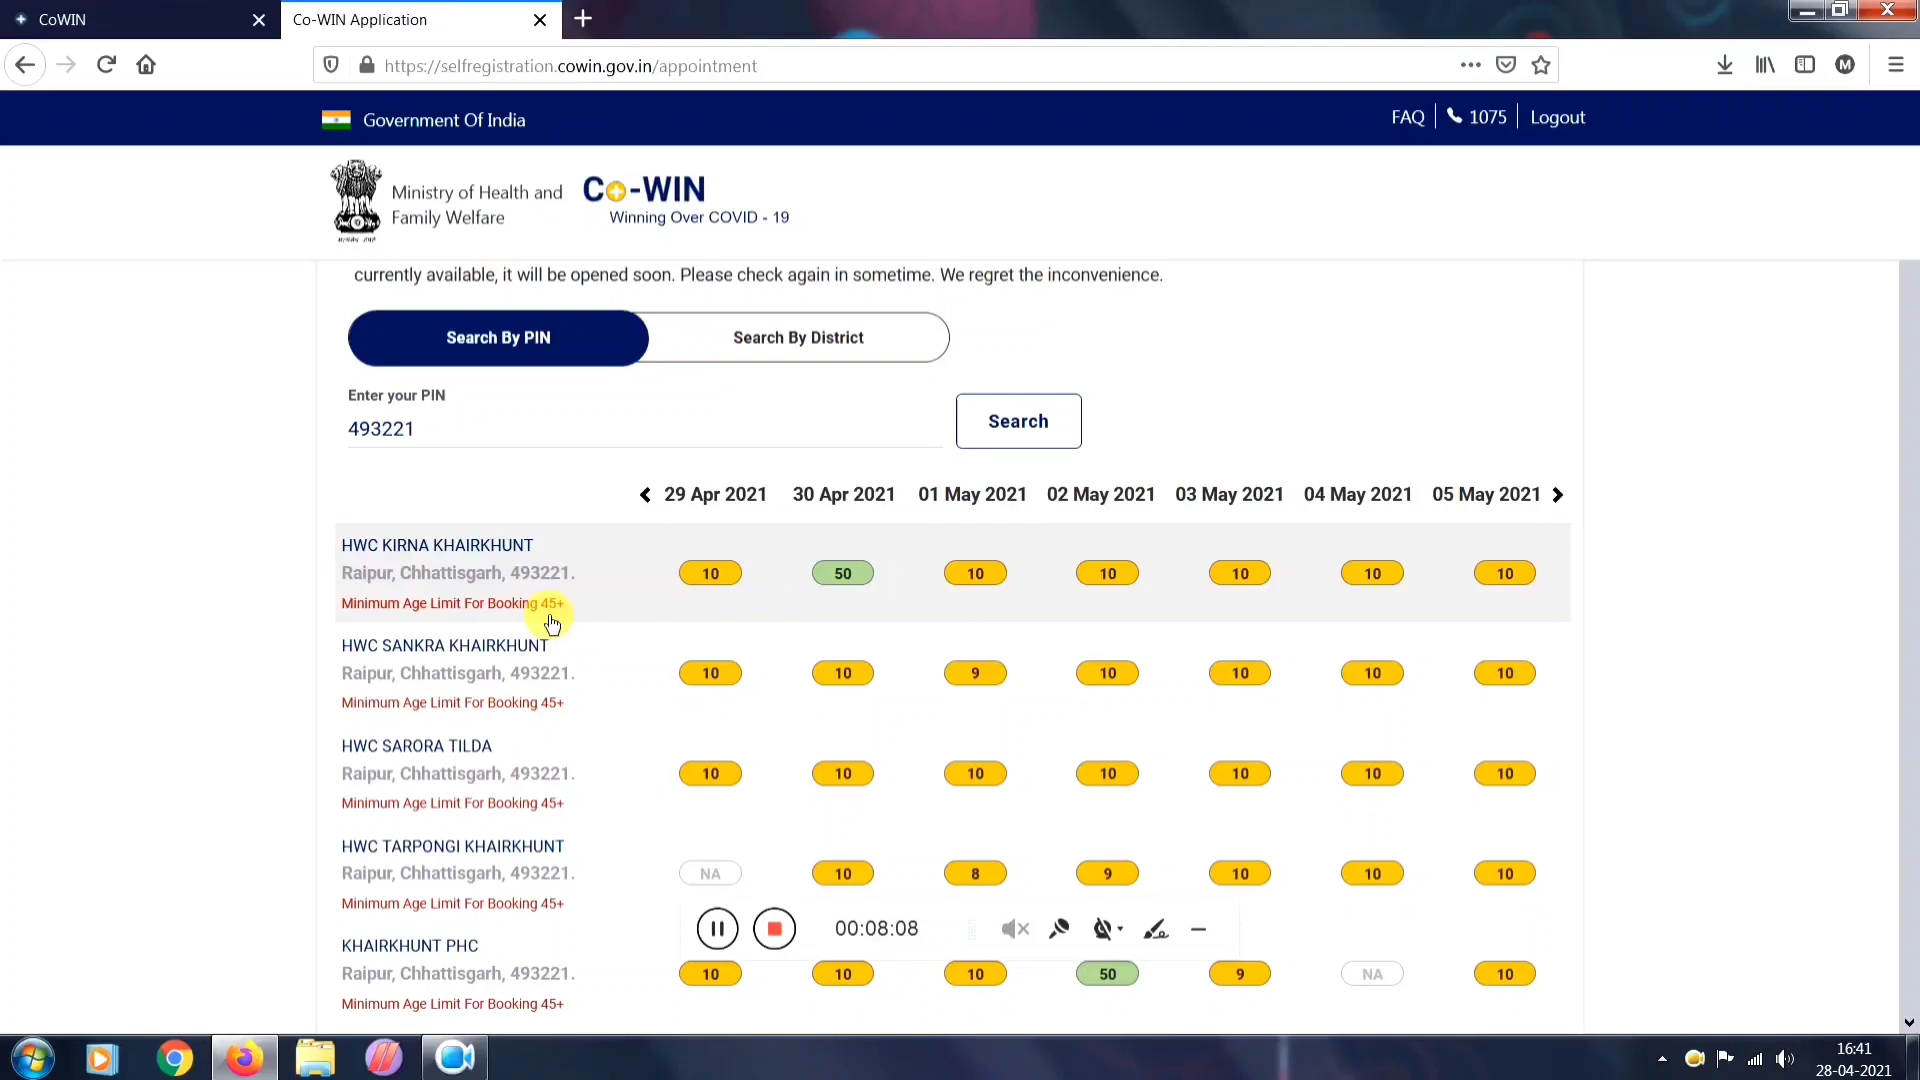 CoWIN
Co-WIN Application
https://selfregistration.cowin.gov.in/appointment
M
Government Of India
FAQ
1075
Logout
Ministry of Health and
Family Welfare
Co-WIN
Winning Over COVID - 19
currently available, it will be opened soon. Please check again in sometime. We regret the inconvenience.
Search By PIN
Search By District
Enter your PIN
493221
Search
29 Apr 2021 30 Apr 2021 01 May 2021 02 May 2021 03 May 2021 04 May 2021 05 May 2021
HWC KIRNA KHAIRKHUNT
Raipur, Chhattisgarh, 493221.
10 50 10 10 10 10 10
Minimum Age Limit For Booking 45+
HWC SANKRA KHAIRKHUNT
Raipur, Chhattisgarh, 493221.
10 10 9 10 10 10 10
Minimum Age Limit For Booking 45+
HWC SARORA TILDA
Raipur, Chhattisgarh, 493221.
10 10 10 10 10 10 10
Minimum Age Limit For Booking 45+
HWC TARPONGI KHAIRKHUNT
Raipur, Chhattisgarh, 493221.
NA 10 8 9 10 10 10
Minimum Age Limit For Booking 45+
00:08:08
KHAIRKHUNT PHC
Raipur, Chhattisgarh, 493221.
10 10 10 50 9 NA 10
Minimum Age Limit For Booking 45+
16:41
28-04-2021